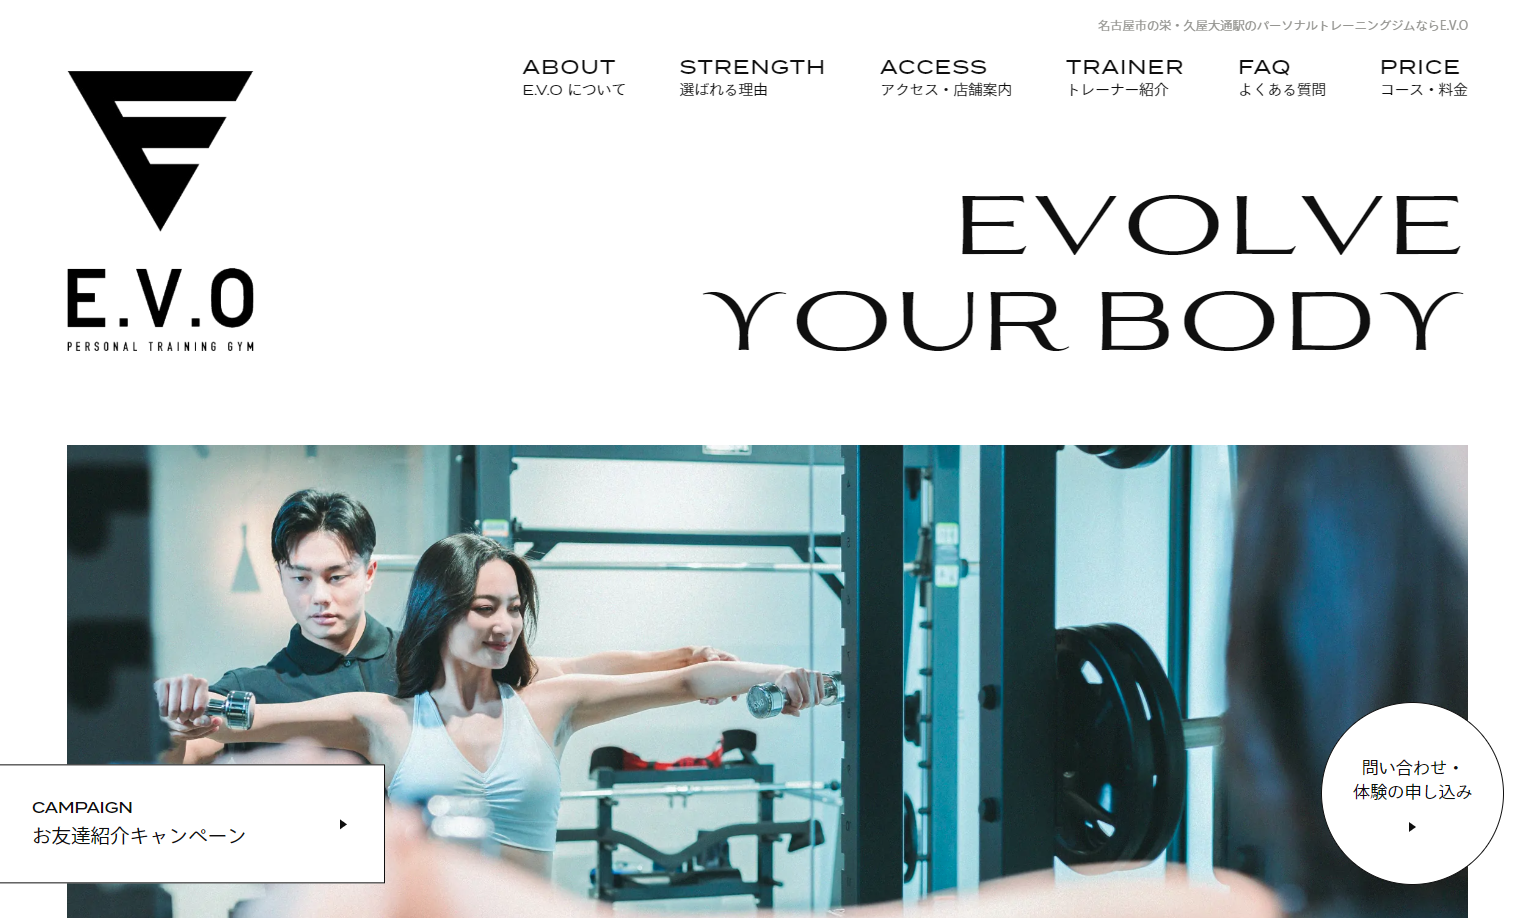 名古屋市の栄・久屋大通駅のパーソナルトレーニングジムならE.V.O
ABOUT
E.V.O について
STRENGTH
選ばれる理由
ACCESS
アクセス・店舗案内
TRAINER
トレーナー紹介
FAQ
よくある質問
PRICE
コース・料金
E.V.O
PERSONAL TRAINING GYM
EVOLVE
YOUR BODY
CAMPAIGN
お友達紹介キャンペーン
問い合わせ・
体験の申し込み